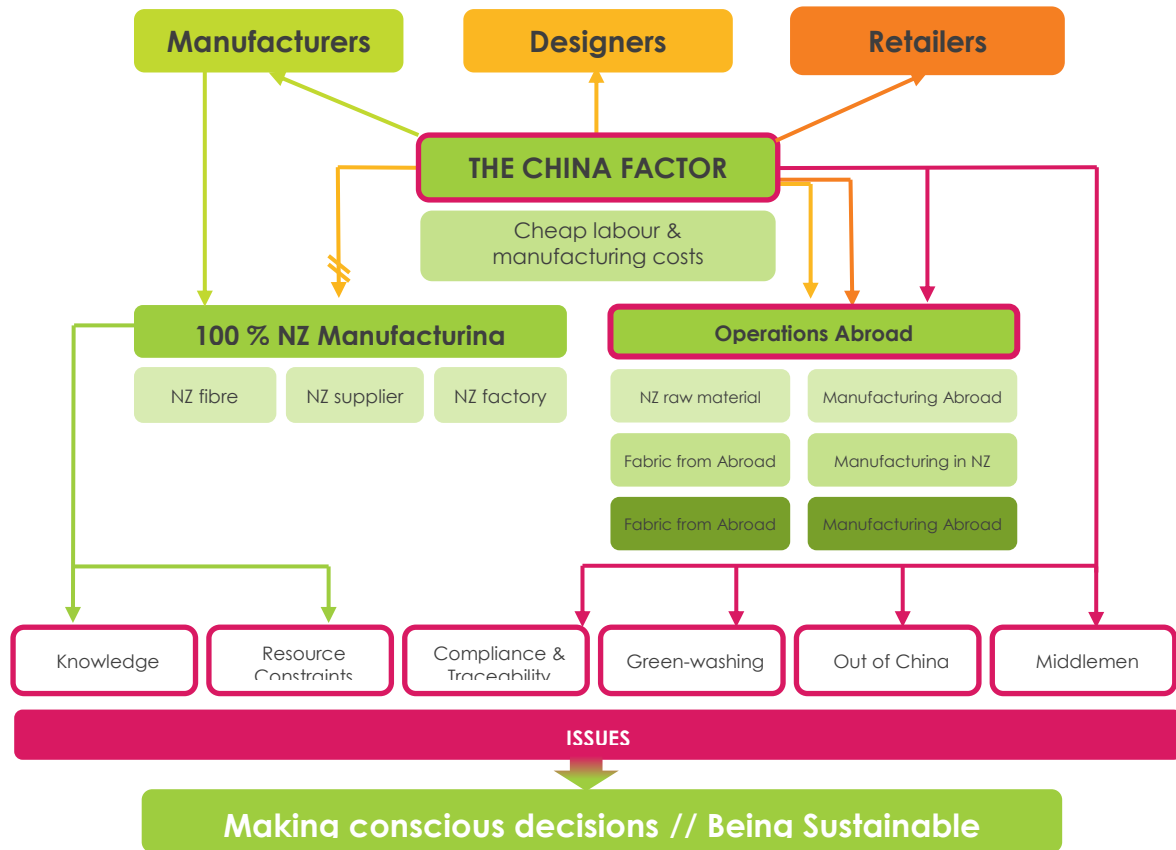 Manufacturers
Designers
Retailers
THE CHINA FACTOR
Cheap labour &
manufacturing costs
100 % NZ Manufacturing
Operations Abroad
NZ fibre
NZ supplier
NZ factory
NZ raw material
Manufacturing Abroad
Fabric from Abroad
Manufacturing in NZ
Fabric from Abroad
Manufacturing Abroad
Knowledge
Resource
Constraints
Compliance &
Traceability
Green-washing
Out of China
Middlemen
ISSUES
Making conscious decisions // Being Sustainable